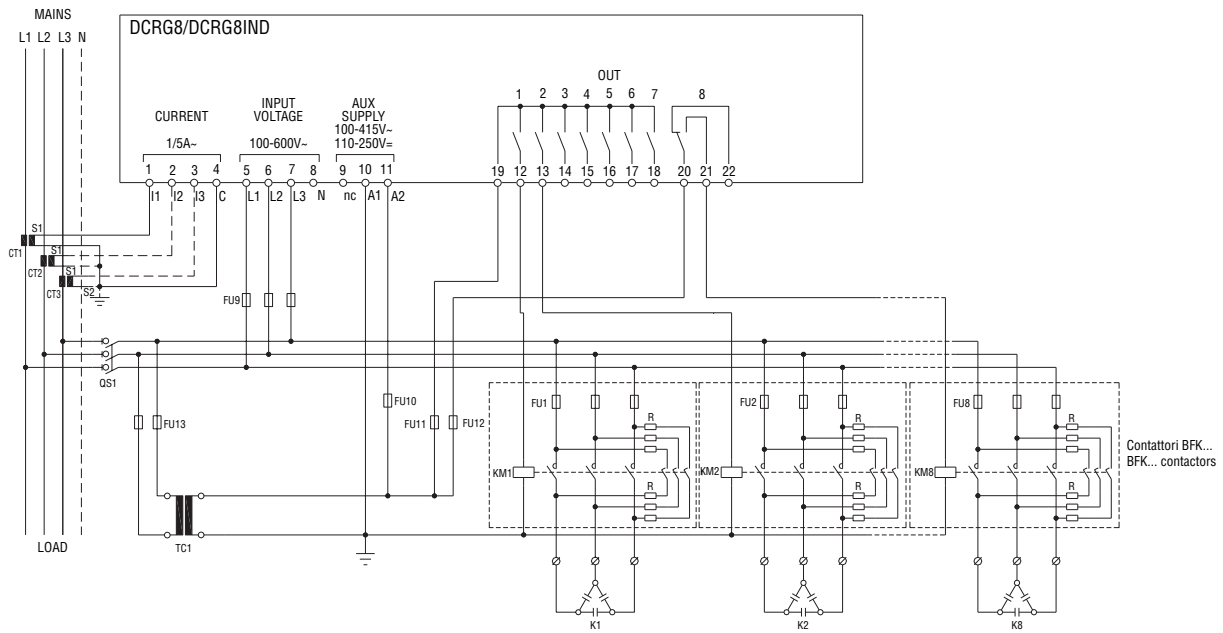 MAINS
L1 L2 L3 N
DCRG8/DCRG8IND
OUT
1 2 3 4 5 6 7 8
CURRENT
1/5A~
INPUT
VOLTAGE
100-600V~
AUX
SUPPLY
100-415V~
110-250V=
1 2 3 4 5 6 7 8 9 10 11 19 12 13 14 15 16 17 18 20 21 22
I1 I2 I3 C L1 L2 L3 N nc A1 A2
S1
CT1
S1
CT2
S1
CT3
S2
FU9
QS1
FU13
FU10
FU11
FU12
FU1
R
FU2
R
FU8
R
Contattori BFK...
BFK... contactors
KM1
KM2
KM8
R
R
R
LOAD
TC1
K1
K2
K8